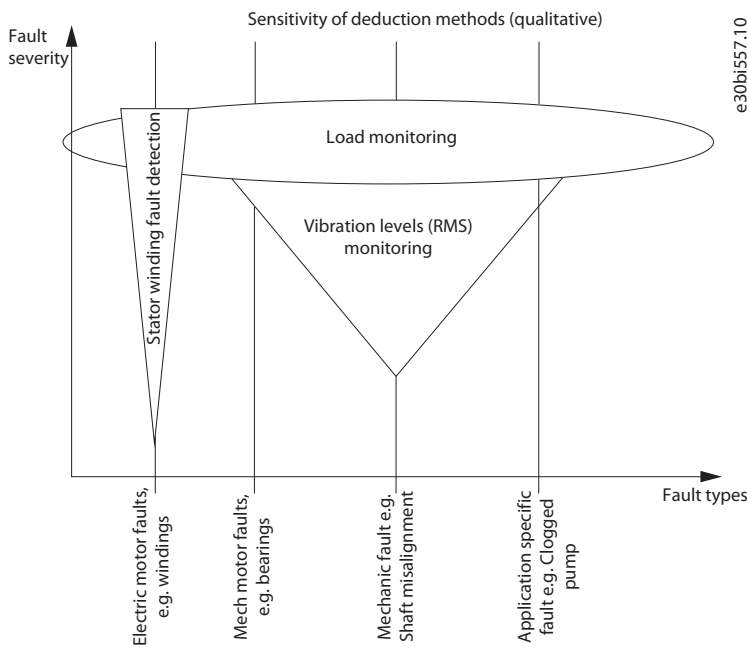 Sensitivity of deduction methods (qualitative)
Fault
severity
e30bi557.10
Load monitoring
Stator winding fault detection
Vibration levels (RMS)
monitoring
Fault types
Electric motor faults,
e.g. windings
Mech motor faults,
e.g. bearings
Mechanic fault e.g.
Shaft misalignment
Application specific
fault e.g. Clogged
pump